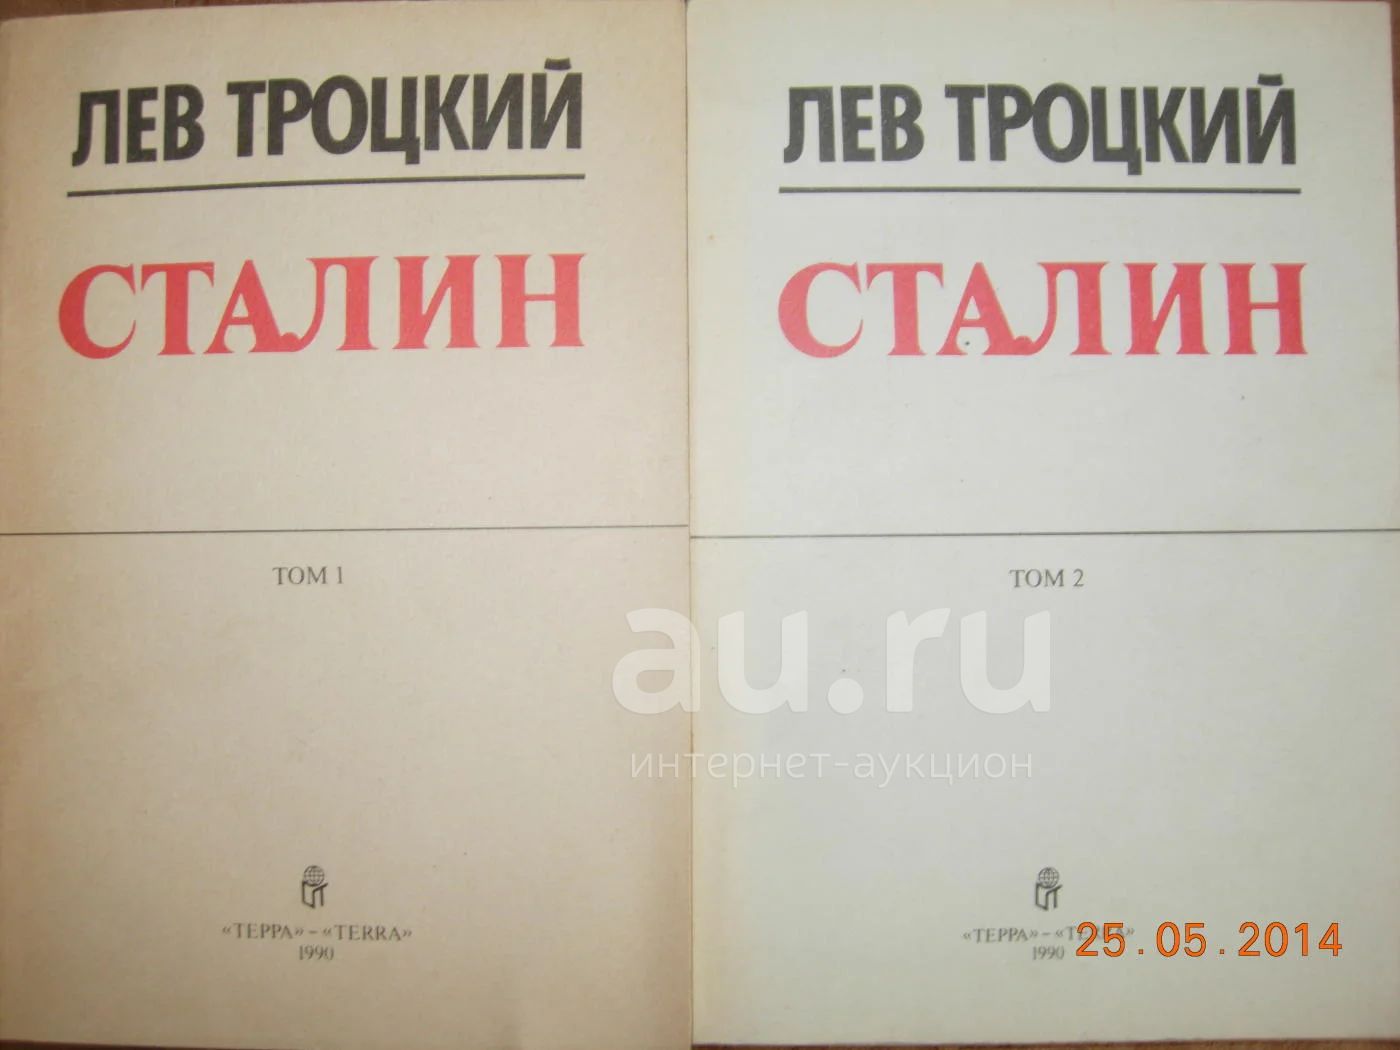 ЛЕВ ТРОЦКИЙ
СТАЛИН
ТОМ 1
«ТЕРРА» – «TERRA»
1990
ЛЕВ ТРОЦКИЙ
СТАЛИН
ТОМ 2
«ТЕРРА» – «TERRA»
1990
25.05.2014
au.ru
интернет-аукцион